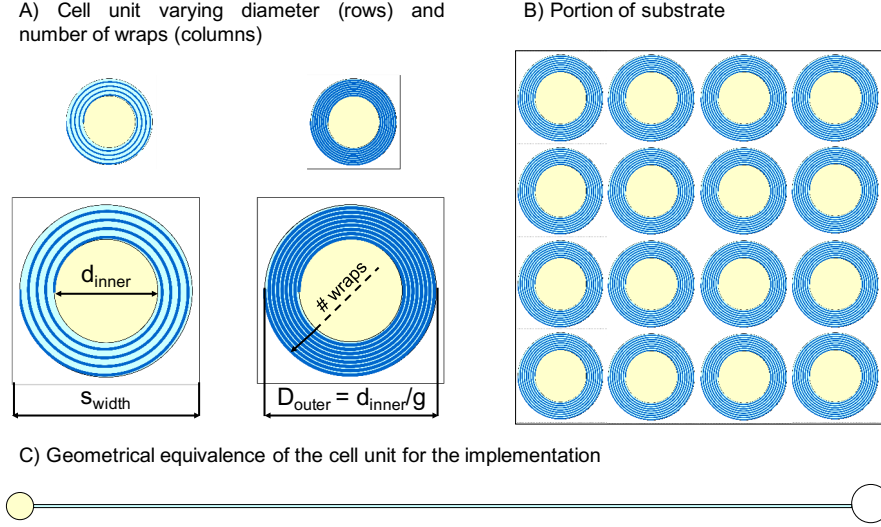 A) Cell unit varying diameter (rows) and
number of wraps (columns)
B) Portion of substrate
d_inner
# wraps
s_width
D_outer = d_inner/g
C) Geometrical equivalence of the cell unit for the implementation